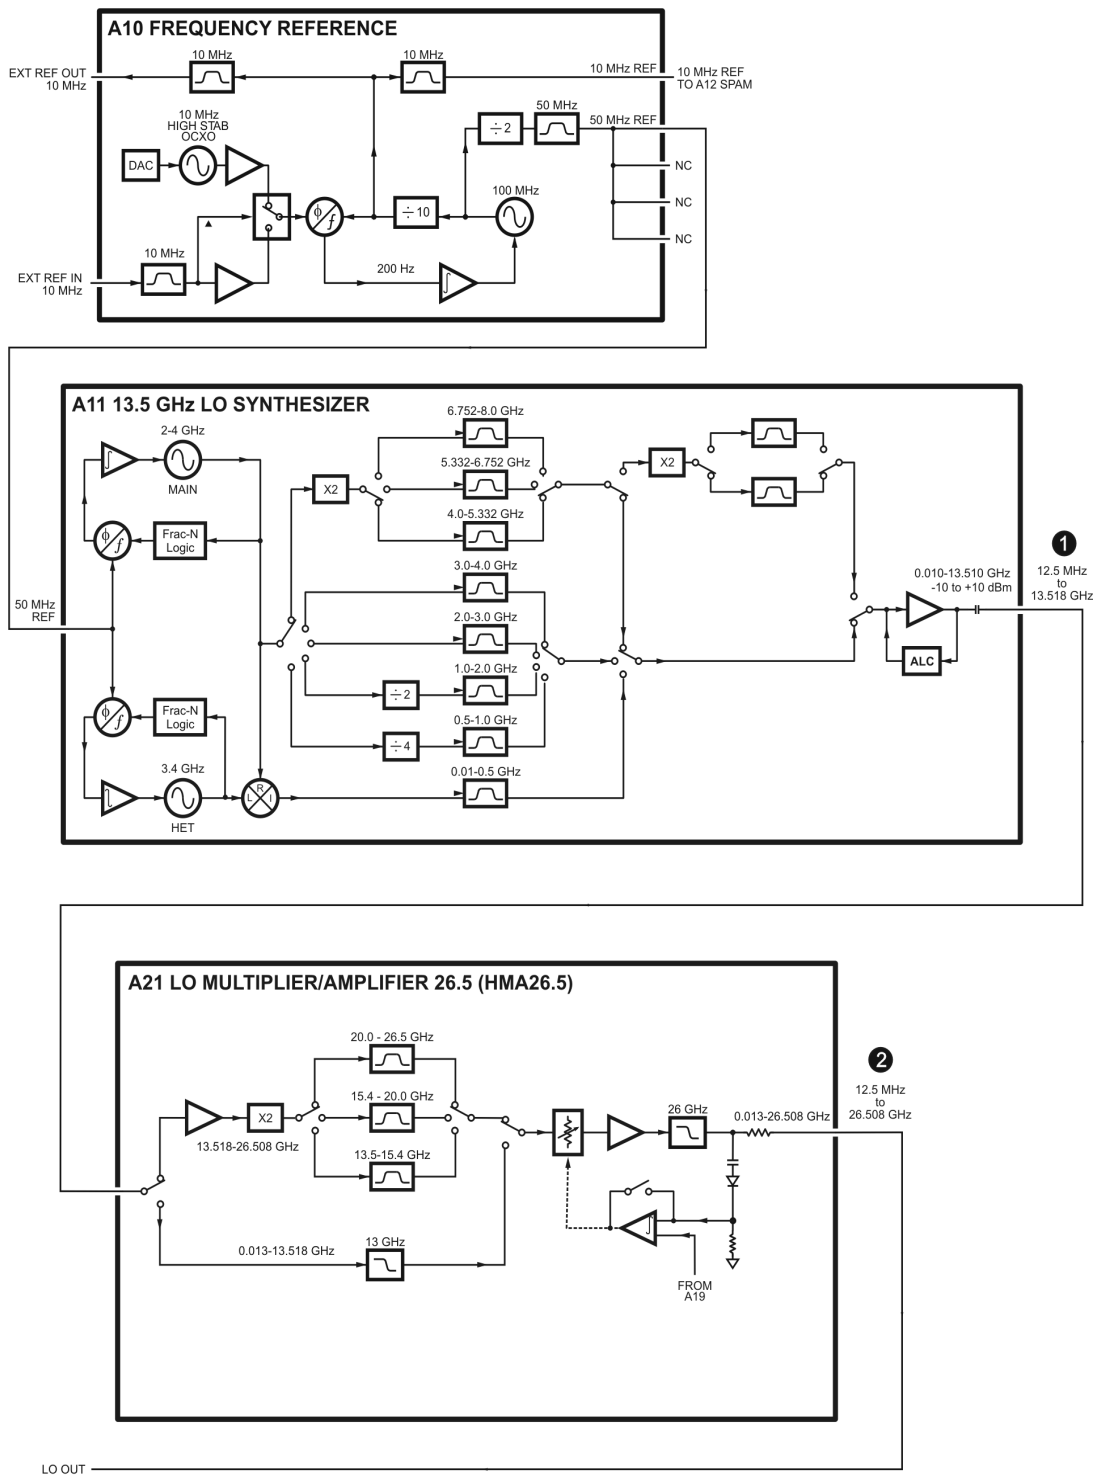 A10 FREQUENCY REFERENCE
10 MHz
10 MHz
EXT REF OUT
10 MHz
10 MHz REF
10 MHz REF
TO A12 SPAM
50 MHz
10 MHz
HIGH STAB
OCXO
÷2
50 MHz REF
DAC
NC
100 MHz
ϕ
f
÷10
NC
NC
10 MHz
200 Hz
∫
EXT REF IN
10 MHz
A11 13.5 GHz LO SYNTHESIZER
6.752-8.0 GHz
2-4 GHz
∫
MAIN
5.332-6.752 GHz
X2
X2
4.0-5.332 GHz
ϕ
f
Frac-N
Logic
3.0-4.0 GHz
0.010-13.510 GHz
-10 to +10 dBm
1
12.5 MHz
to
13.518 GHz
50 MHz
REF
2.0-3.0 GHz
ALC
1.0-2.0 GHz
÷2
ϕ
f
Frac-N
Logic
0.5-1.0 GHz
÷4
3.4 GHz
0.01-0.5 GHz
∫
R
L
I
HET
A21 LO MULTIPLIER/AMPLIFIER 26.5 (HMA26.5)
20.0 - 26.5 GHz
2
12.5 MHz
to
26.508 GHz
15.4 - 20.0 GHz
26 GHz
0.013-26.508 GHz
X2
13.518-26.508 GHz
13.5-15.4 GHz
∫
0.013-13.518 GHz
13 GHz
FROM
A19
LO OUT